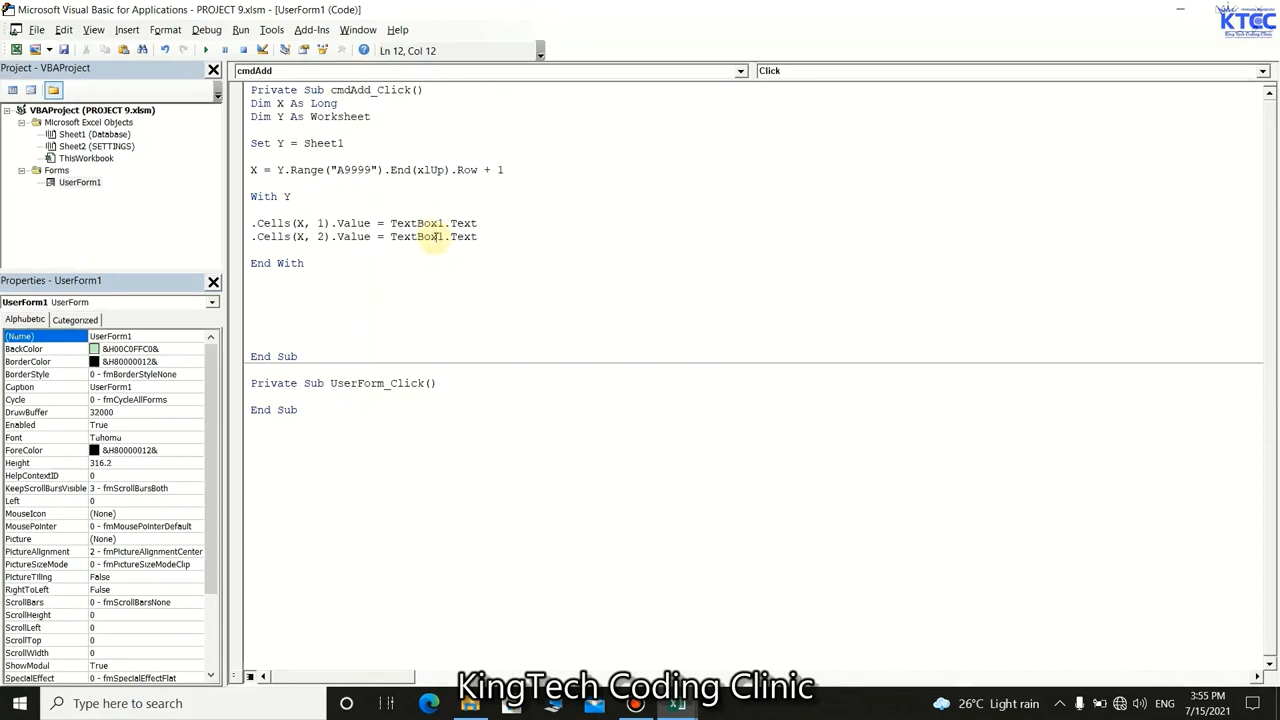 Microsoft Visual Basic for Applications - PROJECT 9.xlsm - [UserForm1 (Code)]
KTCC
King Tech Coding Clinic
File Edit View Insert Format Debug Run Tools Add-Ins Window Help
Ln 12, Col 12
Project - VBAProject
cmdAdd
Click
VBAProject (PROJECT 9.xlsm)
Microsoft Excel Objects
Sheet1 (Database)
Sheet2 (SETTINGS)
ThisWorkbook
Forms
UserForm1
Private Sub cmdAdd_Click()
Dim X As Long
Dim Y As Worksheet
Set Y = Sheet1
X = Y.Range("A9999").End(xlUp).Row + 1
With Y
.Cells(X, 1).Value = TextBox1.Text
.Cells(X, 2).Value = TextBox1.Text
End With
End Sub
Private Sub UserForm_Click()
End Sub
Properties - UserForm1
UserForm1 UserForm
Alphabetic Categorized
(Name) UserForm1
BackColor &H00C0FFC0&
BorderColor &H80000012&
BorderStyle 0 - fmBorderStyleNone
Caption UserForm1
Cycle 0 - fmCycleAllForms
DrawBuffer 32000
Enabled True
Font Tahoma
ForeColor &H80000012&
Height 316.2
HelpContextID 0
KeepScrollBarsVisible 3 - fmScrollBarsBoth
Left 0
MouseIcon (None)
MousePointer 0 - fmMousePointerDefault
Picture (None)
PictureAlignment 2 - fmPictureAlignmentCenter
PictureSizeMode 0 - fmPictureSizeModeClip
PictureTiling False
RightToLeft False
ScrollBars 0 - fmScrollBarsNone
ScrollHeight 0
ScrollLeft 0
ScrollTop 0
ScrollWidth 0
ShowModal True
SpecialEffect 0 - fmSpecialEffectFlat
KingTech Coding Clinic
Type here to search
26°C Light rain
ENG
3:55 PM
7/15/2021